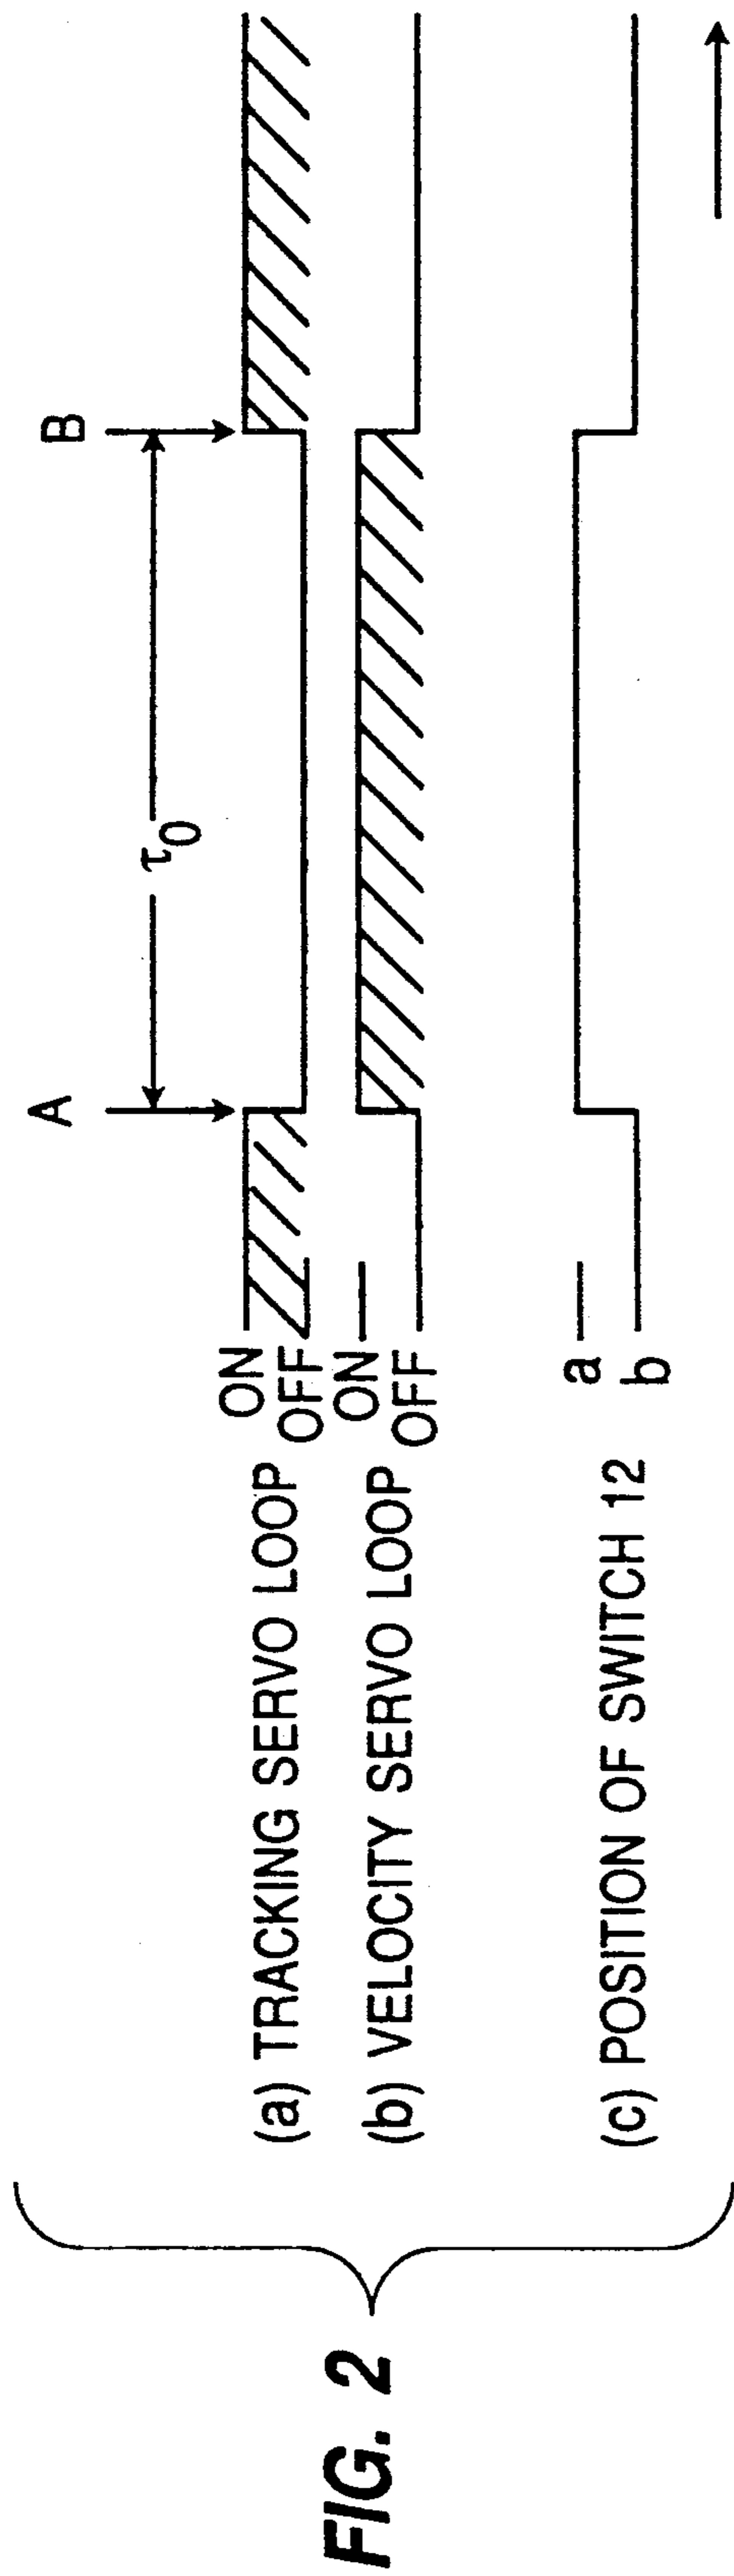 A B
τ0
(a) TRACKING SERVO LOOP ON
OFF
(b) VELOCITY SERVO LOOP ON
OFF
(c) POSITION OF SWITCH 12 a
b
FIG. 2